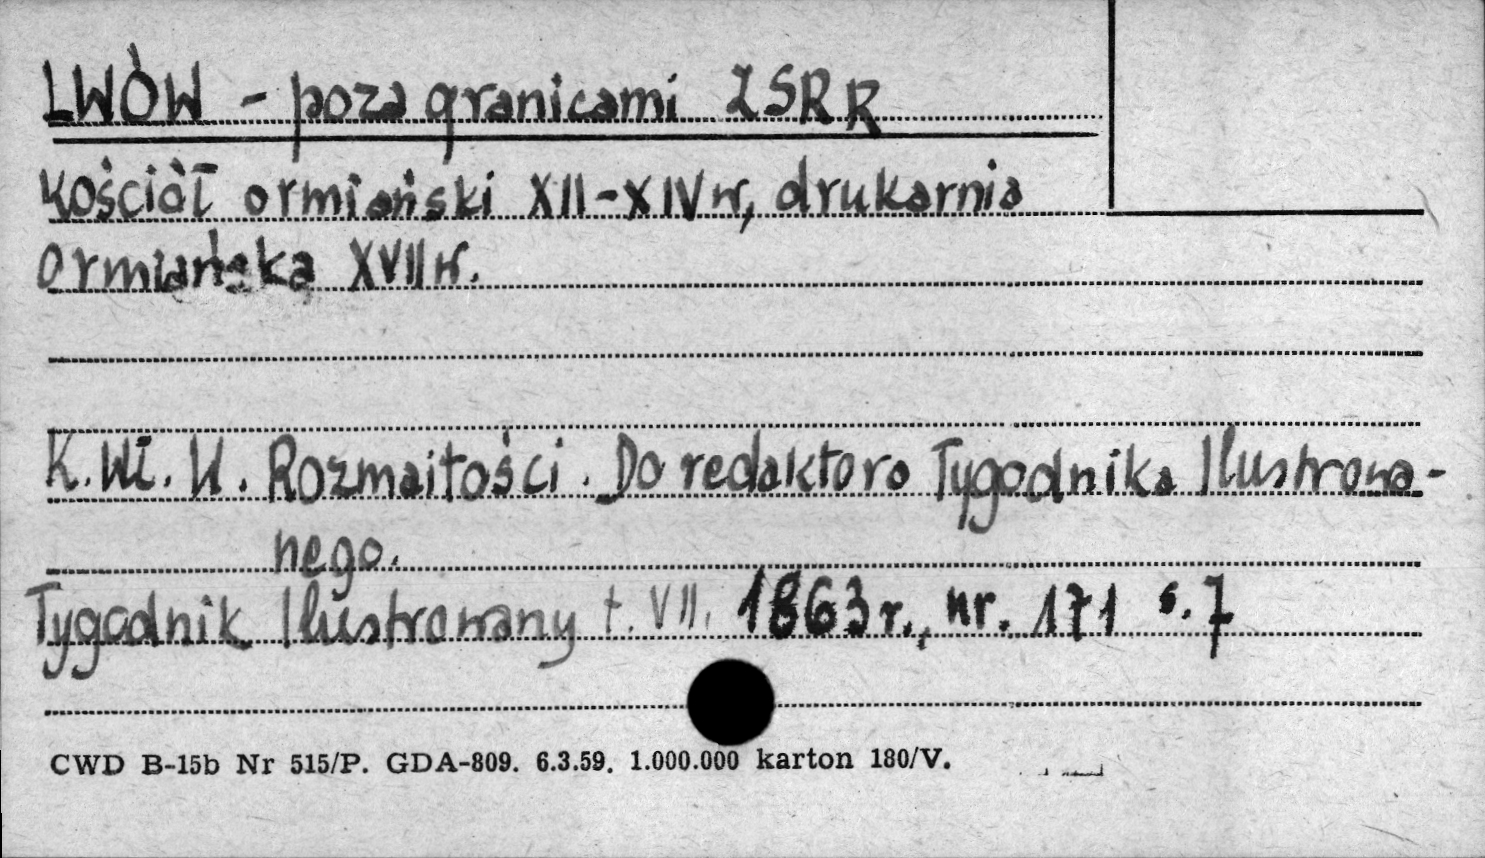 LWÓW - poza granicami ZSRR
Kościół ormiański XII-XIV w, drukarnia
ormiańska XVII w.
K. Wł. W. Rozmaitości. Do redaktora Tygodnika Ilustrowa-
nego.
Tygodnik Ilustrowany t. VII. 1863 r., nr. 171 s. 7
CWD B-15b Nr 515/P. GDA-809. 6.3.59. 1.000.000 karton 180/V.